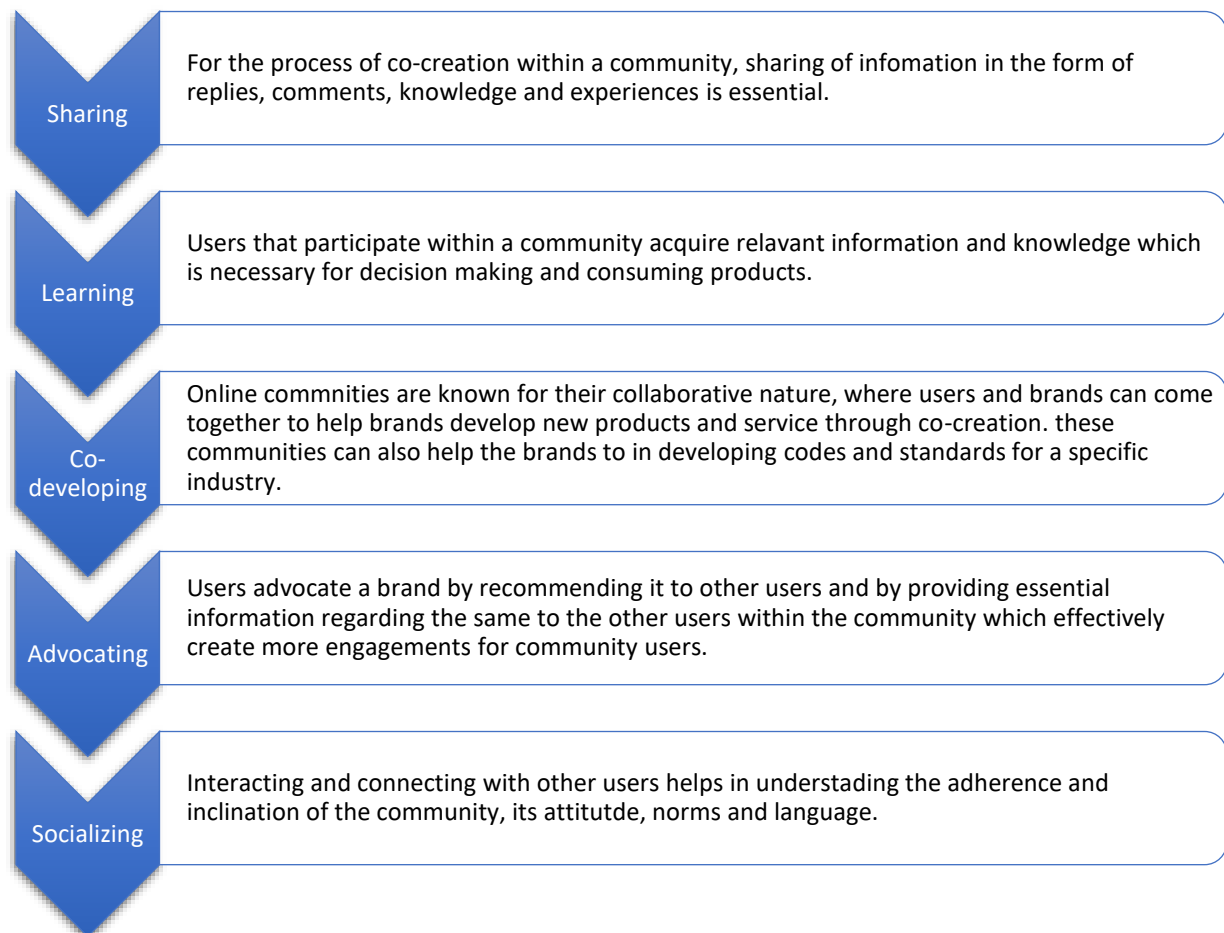 Sharing
For the process of co-creation within a community, sharing of infomation in the form of
replies, comments, knowledge and experiences is essential.
Learning
Users that participate within a community acquire relavant information and knowledge which
is necessary for decision making and consuming products.
Co-
developing
Online commnities are known for their collaborative nature, where users and brands can come
together to help brands develop new products and service through co-creation. these
communities can also help the brands to in developing codes and standards for a specific
industry.
Advocating
Users advocate a brand by recommending it to other users and by providing essential
information regarding the same to the other users within the community which effectively
create more engagements for community users.
Socializing
Interacting and connecting with other users helps in understading the adherence and
inclination of the community, its attitutde, norms and language.